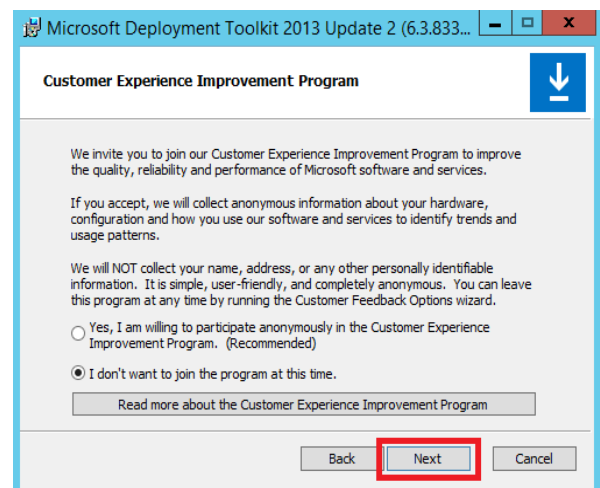 Microsoft Deployment Toolkit 2013 Update 2 (6.3.833...
Customer Experience Improvement Program
We invite you to join our Customer Experience Improvement Program to improve
the quality, reliability and performance of Microsoft software and services.
If you accept, we will collect anonymous information about your hardware,
configuration and how you use our software and services to identify trends and
usage patterns.
We will NOT collect your name, address, or any other personally identifiable
information. It is simple, user-friendly, and completely anonymous. You can leave
this program at any time by running the Customer Feedback Options wizard.
Yes, I am willing to participate anonymously in the Customer Experience
Improvement Program. (Recommended)
I don't want to join the program at this time.
Read more about the Customer Experience Improvement Program
Back Next Cancel